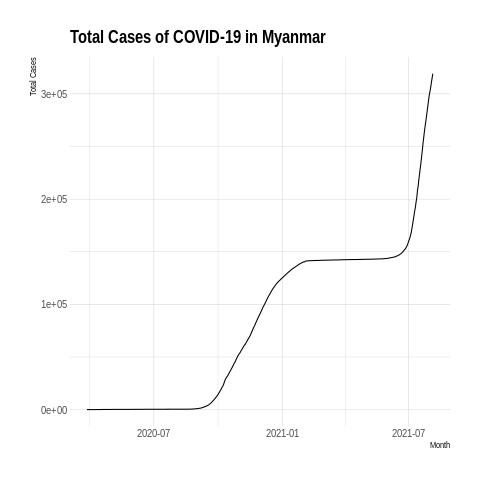 Total Cases of COVID-19 in Myanmar
Total Cases
3e+05
2e+05
1e+05
0e+00
2020-07 2021-01 2021-07
Month